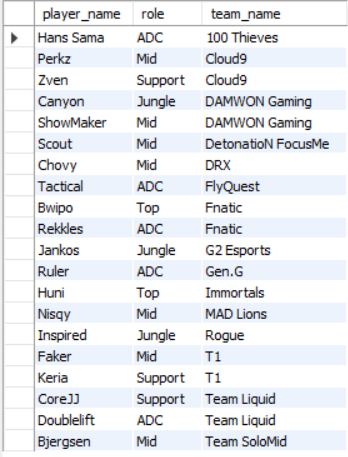 player_name role team_name
Hans Sama ADC 100 Thieves
Perkz Mid Cloud9
Zven Support Cloud9
Canyon Jungle DAMWON Gaming
ShowMaker Mid DAMWON Gaming
Scout Mid DetonatioN FocusMe
Chovy Mid DRX
Tactical ADC FlyQuest
Bwipo Top Fnatic
Rekkles ADC Fnatic
Jankos Jungle G2 Esports
Ruler ADC Gen.G
Huni Top Immortals
Nisqy Mid MAD Lions
Inspired Jungle Rogue
Faker Mid T1
Keria Support T1
CoreJJ Support Team Liquid
Doublelift ADC Team Liquid
Bjergsen Mid Team SoloMid